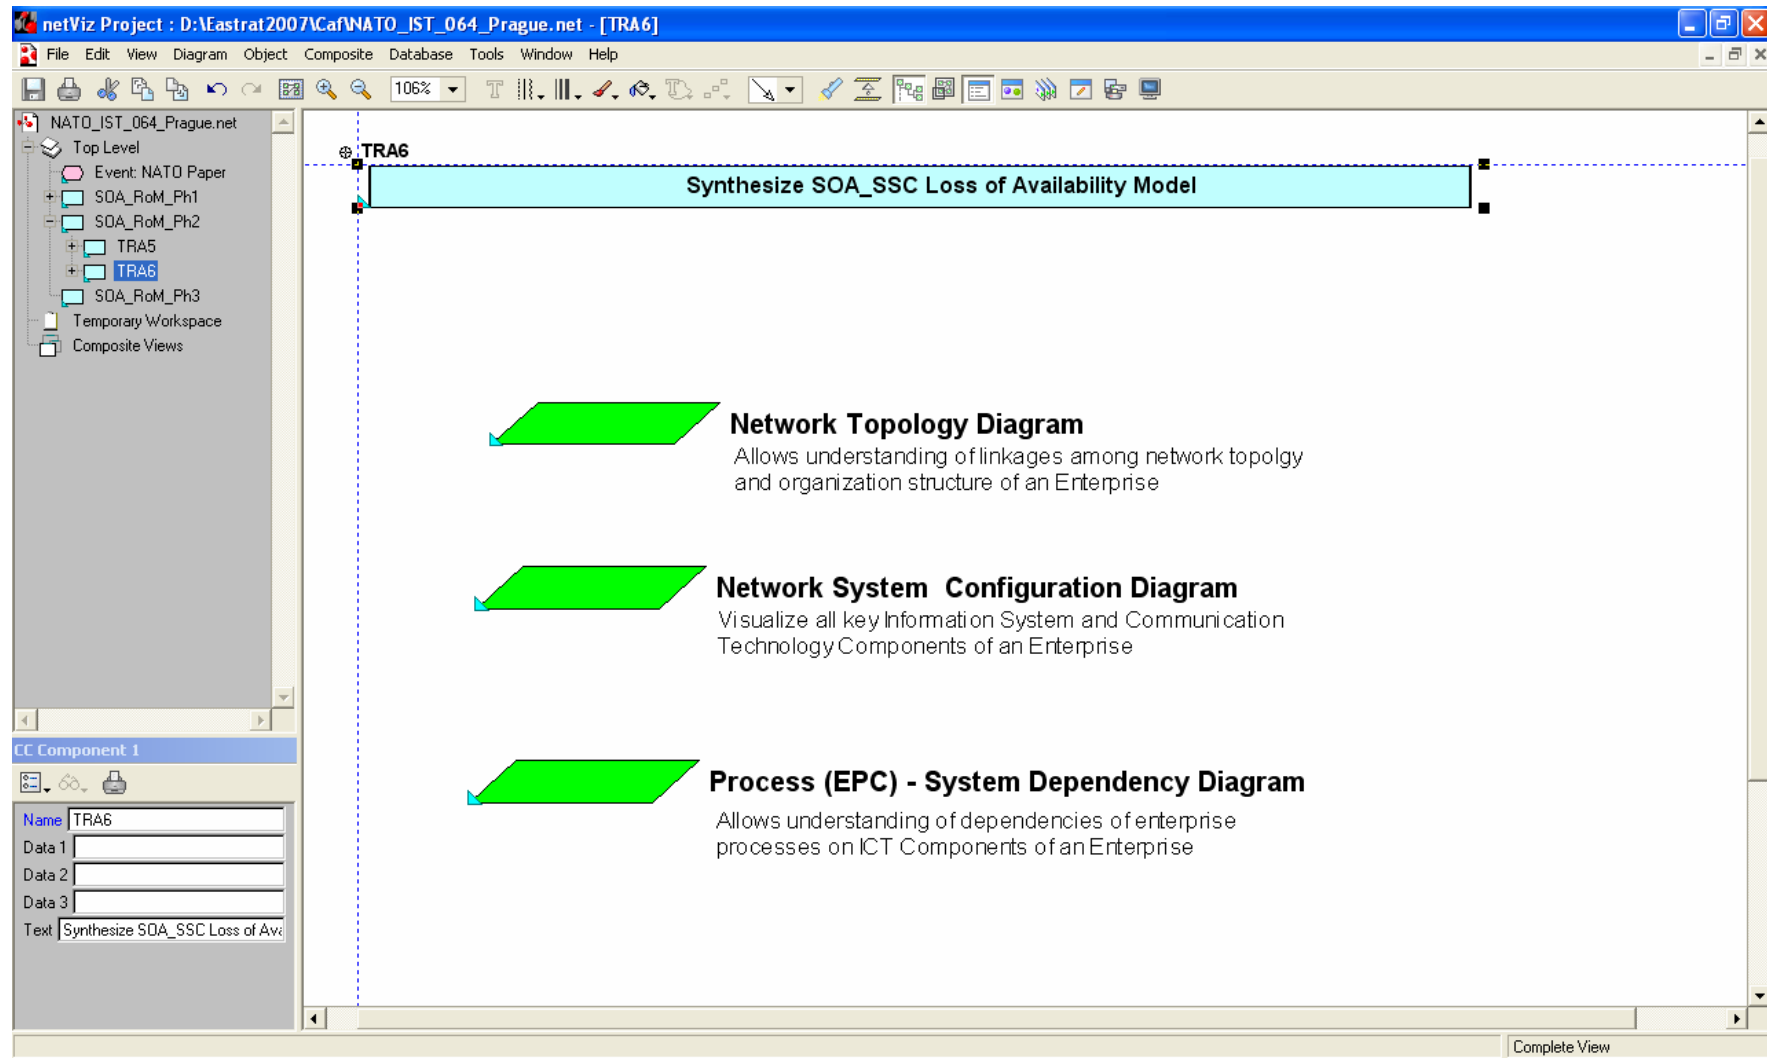 netViz Project : D:\Eastrat2007\Caf\NATO_IST_064_Prague.net - [TRA6]
File Edit View Diagram Object Composite Database Tools Window Help
106%
NATO_IST_064_Prague.net
Top Level
Event: NATO Paper
SOA_RoM_Ph1
SOA_RoM_Ph2
TRA5
TRA6
SOA_RoM_Ph3
Temporary Workspace
Composite Views
CC Component 1
Name TRA6
Data 1
Data 2
Data 3
Text Synthesize SOA_SSC Loss of Ava
TRA6
Synthesize SOA_SSC Loss of Availability Model
Network Topology Diagram
Allows understanding of linkages among network topolgy
and organization structure of an Enterprise
Network System Configuration Diagram
Visualize all key Information System and Communication
Technology Components of an Enterprise
Process (EPC) - System Dependency Diagram
Allows understanding of dependencies of enterprise
processes on ICT Components of an Enterprise
Complete View